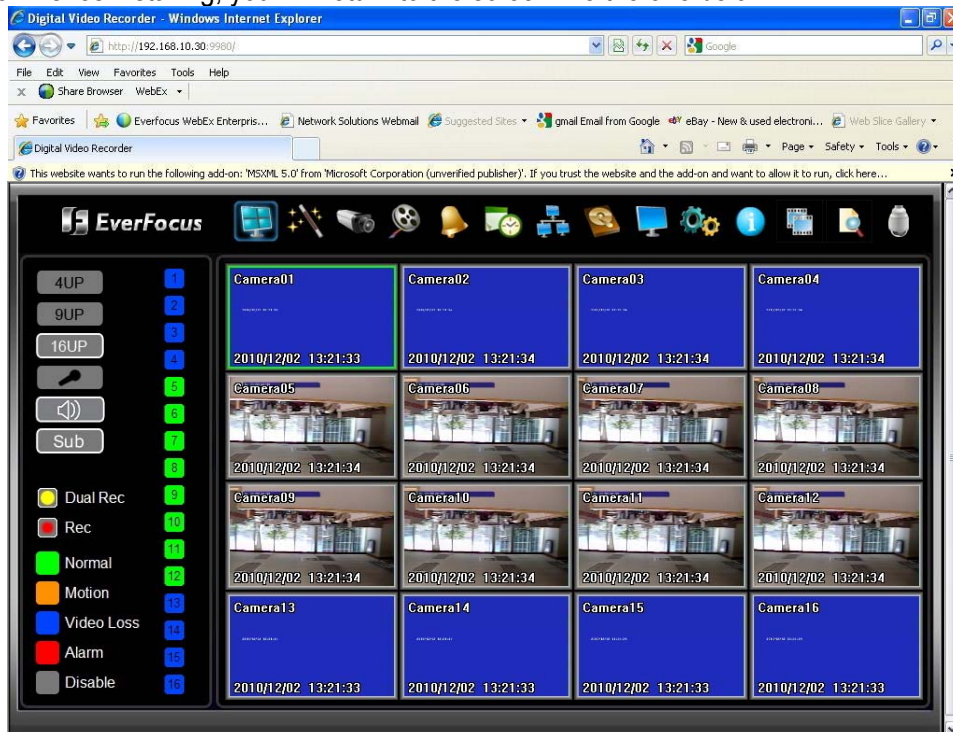 Digital Video Recorder - Windows Internet Explorer
http://192.168.10.30:9980/
Google
File Edit View Favorites Tools Help
x Share Browser WebEx
Favorites Everfocus WebEx Enterpris... Network Solutions Webmail Suggested Sites gmail Email from Google eBay - New & used electroni... Web Slice Gallery
Digital Video Recorder
Page Safety Tools
This website wants to run the following add-on: 'MSXML 5.0' from 'Microsoft Corporation (unverified publisher)'. If you trust the website and the add-on and want to allow it to run, click here...
EverFocus
4UP
9UP
16UP
Sub
Dual Rec
Rec
Normal
Motion
Video Loss
Alarm
Disable
1
2
3
4
5
6
7
8
9
10
11
12
13
14
15
16
Camera01 Camera02 Camera03 Camera04
2010/12/02 13:21:33 2010/12/02 13:21:34 2010/12/02 13:21:34 2010/12/02 13:21:34
Camera05 Camera06 Camera07 Camera08
2010/12/02 13:21:34 2010/12/02 13:21:34 2010/12/02 13:21:34 2010/12/02 13:21:34
Camera09 Camera10 Camera11 Camera12
2010/12/02 13:21:34 2010/12/02 13:21:34 2010/12/02 13:21:34 2010/12/02 13:21:34
Camera13 Camera14 Camera15 Camera16
2010/12/02 13:21:33 2010/12/02 13:21:33 2010/12/02 13:21:33 2010/12/02 13:21:33